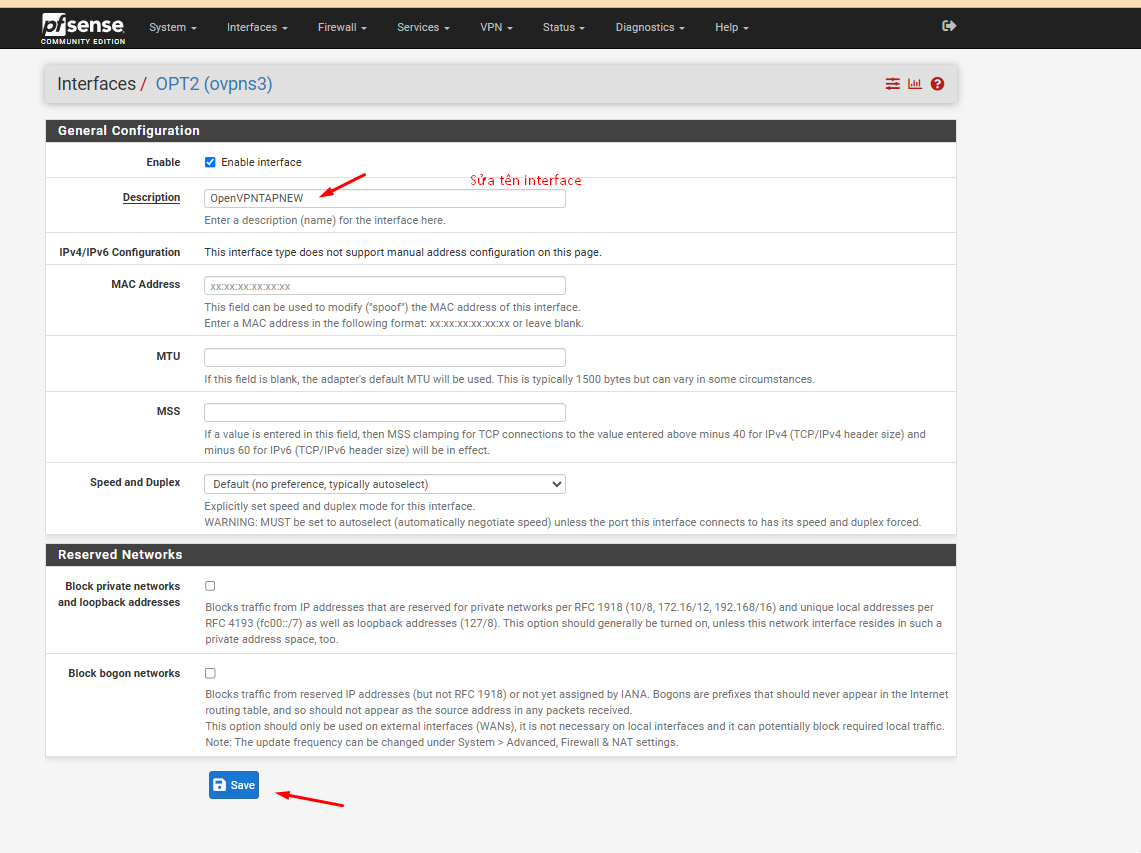 pfsense
COMMUNITY EDITION
System Interfaces Firewall Services VPN Status Diagnostics Help
Interfaces / OPT2 (ovpns3)
General Configuration
Enable Enable interface
Sửa tên interface
Description OpenVPNTAPNEW
Enter a description (name) for the interface here.
IPv4/IPv6 Configuration This interface type does not support manual address configuration on this page.
MAC Address xx:xx:xx:xx:xx:xx
This field can be used to modify ("spoof") the MAC address of this interface.
Enter a MAC address in the following format: xx:xx:xx:xx:xx:xx or leave blank.
MTU
If this field is blank, the adapter's default MTU will be used. This is typically 1500 bytes but can vary in some circumstances.
MSS
If a value is entered in this field, then MSS clamping for TCP connections to the value entered above minus 40 for IPv4 (TCP/IPv4 header size) and
minus 60 for IPv6 (TCP/IPv6 header size) will be in effect.
Speed and Duplex Default (no preference, typically autoselect)
Explicitly set speed and duplex mode for this interface.
WARNING: MUST be set to autoselect (automatically negotiate speed) unless the port this interface connects to has its speed and duplex forced.
Reserved Networks
Block private networks
and loopback addresses
Blocks traffic from IP addresses that are reserved for private networks per RFC 1918 (10/8, 172.16/12, 192.168/16) and unique local addresses per
RFC 4193 (fc00::/7) as well as loopback addresses (127/8). This option should generally be turned on, unless this network interface resides in such a
private address space, too.
Block bogon networks
Blocks traffic from reserved IP addresses (but not RFC 1918) or not yet assigned by IANA. Bogons are prefixes that should never appear in the Internet
routing table, and so should not appear as the source address in any packets received.
This option should only be used on external interfaces (WANs), it is not necessary on local interfaces and it can potentially block required local traffic.
Note: The update frequency can be changed under System > Advanced, Firewall & NAT settings.
Save